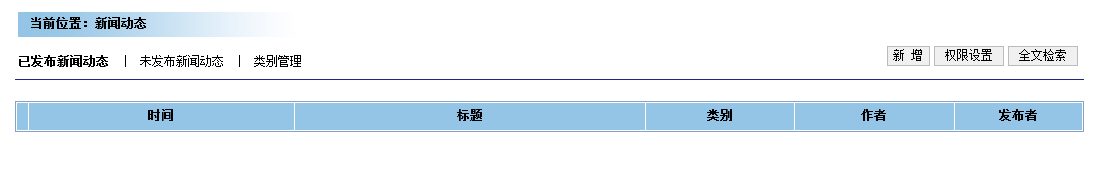 当前位置：新闻动态
已发布新闻动态 | 未发布新闻动态 | 类别管理 新 增 权限设置 全文检索
时间 标题 类别 作者 发布者